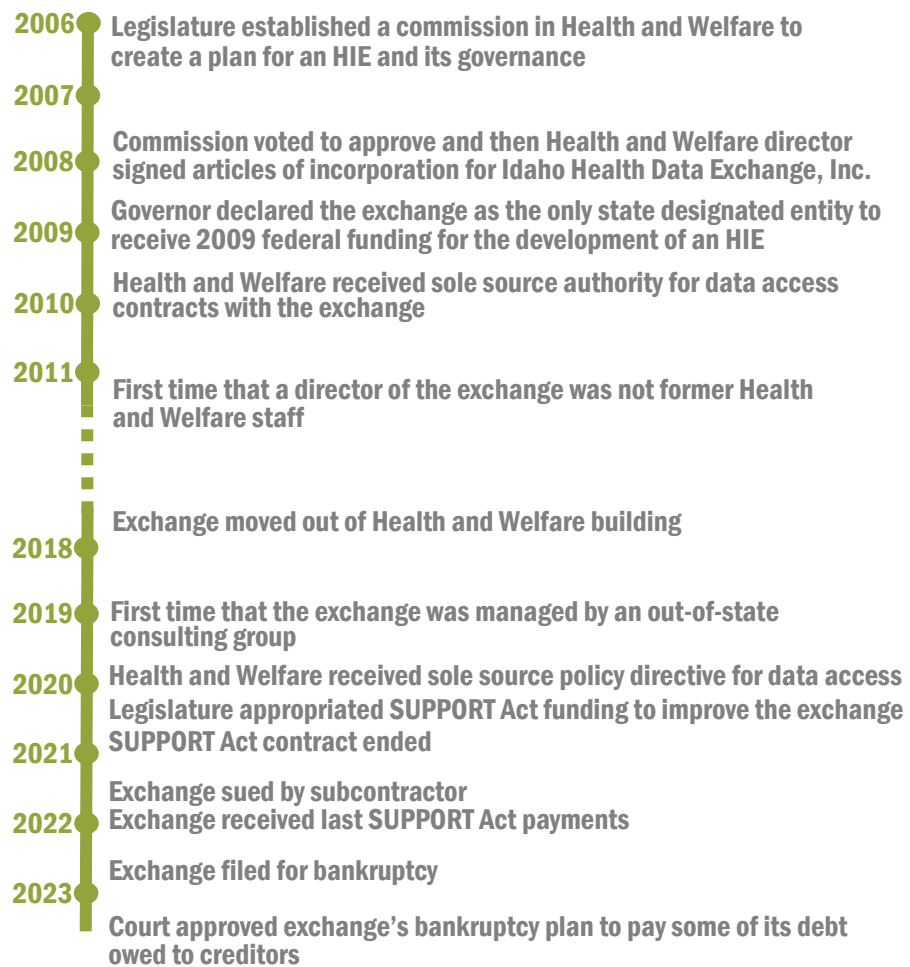 2006
Legislature established a commission in Health and Welfare to
create a plan for an HIE and its governance
2007
Commission voted to approve and then Health and Welfare director
2008
signed articles of incorporation for Idaho Health Data Exchange, Inc.
Governor declared the exchange as the only state designated entity to
2009
receive 2009 federal funding for the development of an HIE
Health and Welfare received sole source authority for data access
2010
contracts with the exchange
2011
First time that a director of the exchange was not former Health
and Welfare staff
Exchange moved out of Health and Welfare building
2018
2019
First time that the exchange was managed by an out-of-state
consulting group
Health and Welfare received sole source policy directive for data access
2020
Legislature appropriated SUPPORT Act funding to improve the exchange
SUPPORT Act contract ended
2021
Exchange sued by subcontractor
2022
Exchange received last SUPPORT Act payments
Exchange filed for bankruptcy
2023
Court approved exchange's bankruptcy plan to pay some of its debt
owed to creditors